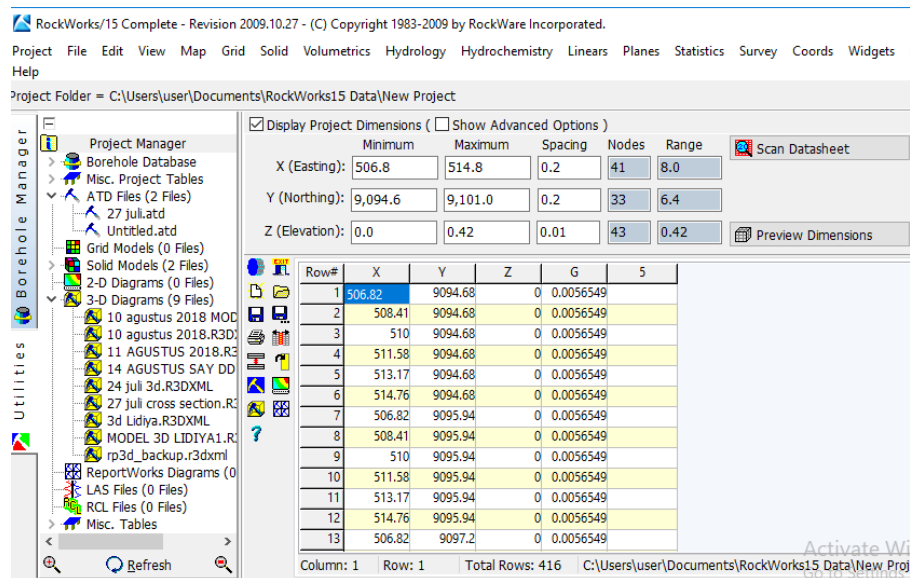 RockWorks/15 Complete - Revision 2009.10.27 - (C) Copyright 1983-2009 by RockWare Incorporated.
Project File Edit View Map Grid Solid Volumetrics Hydrology Hydrochemistry Linears Planes Statistics Survey Coords Widgets
Help
Project Folder = C:\Users\user\Documents\RockWorks15 Data\New Project
Borehole Manager
Utilities
Project Manager
Borehole Database
Misc. Project Tables
ATD Files (2 Files)
27 juli.atd
Untitled.atd
Grid Models (0 Files)
Solid Models (2 Files)
2-D Diagrams (0 Files)
3-D Diagrams (9 Files)
10 agustus 2018 MOD
10 agustus 2018.R3D
11 AGUSTUS 2018.R3
14 AGUSTUS SAY DD
24 juli 3d.R3DXML
27 juli cross section.R
3d Lidiya.R3DXML
MODEL 3D LIDIYA1.R
rp3d_backup.r3dxml
ReportWorks Diagrams (0
LAS Files (0 Files)
RCL Files (0 Files)
Misc. Tables
Refresh
Display Project Dimensions ( Show Advanced Options )
Minimum Maximum Spacing Nodes Range
X (Easting): 506.8 514.8 0.2 41 8.0
Scan Datasheet
Y (Northing): 9,094.6 9,101.0 0.2 33 6.4
Z (Elevation): 0.0 0.42 0.01 43 0.42
Preview Dimensions
EXIT
Row# X Y Z G 5
1 506.82 9094.68 0 0.0056549
2 508.41 9094.68 0 0.0056549
3 510 9094.68 0 0.0056549
4 511.58 9094.68 0 0.0056549
5 513.17 9094.68 0 0.0056549
6 514.76 9094.68 0 0.0056549
7 506.82 9095.94 0 0.0056549
8 508.41 9095.94 0 0.0056549
9 510 9095.94 0 0.0056549
10 511.58 9095.94 0 0.0056549
11 513.17 9095.94 0 0.0056549
12 514.76 9095.94 0 0.0056549
13 506.82 9097.2 0 0.0056549
Activate Wi
Column: 1 Row: 1 Total Rows: 416 C:\Users\user\Documents\RockWorks15 Data\New Proj